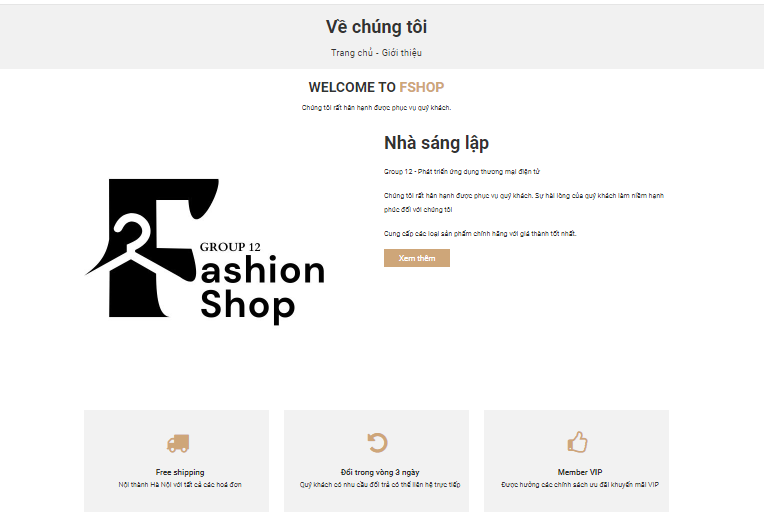 Về chúng tôi
Trang chủ - Giới thiệu
WELCOME TO FSHOP
Chúng tôi rất hân hạnh được phục vụ quý khách.
Nhà sáng lập
Group 12 - Phát triển ứng dụng thương mại điện tử
Chúng tôi rất hân hạnh được phục vụ quý khách. Sự hài lòng của quý khách làm niềm hạnh
phúc đối với chúng tôi
Cung cấp các loại sản phẩm chính hãng với giá thành tốt nhất.
Xem thêm
GROUP 12
Fashion
Shop
Free shipping
Nội thành Hà Nội với tất cả các hoá đơn
Đổi trong vòng 3 ngày
Quý khách có nhu cầu đổi trả có thể liên hệ trực tiếp
Member VIP
Được hưởng các chính sách ưu đãi khuyến mãi VIP